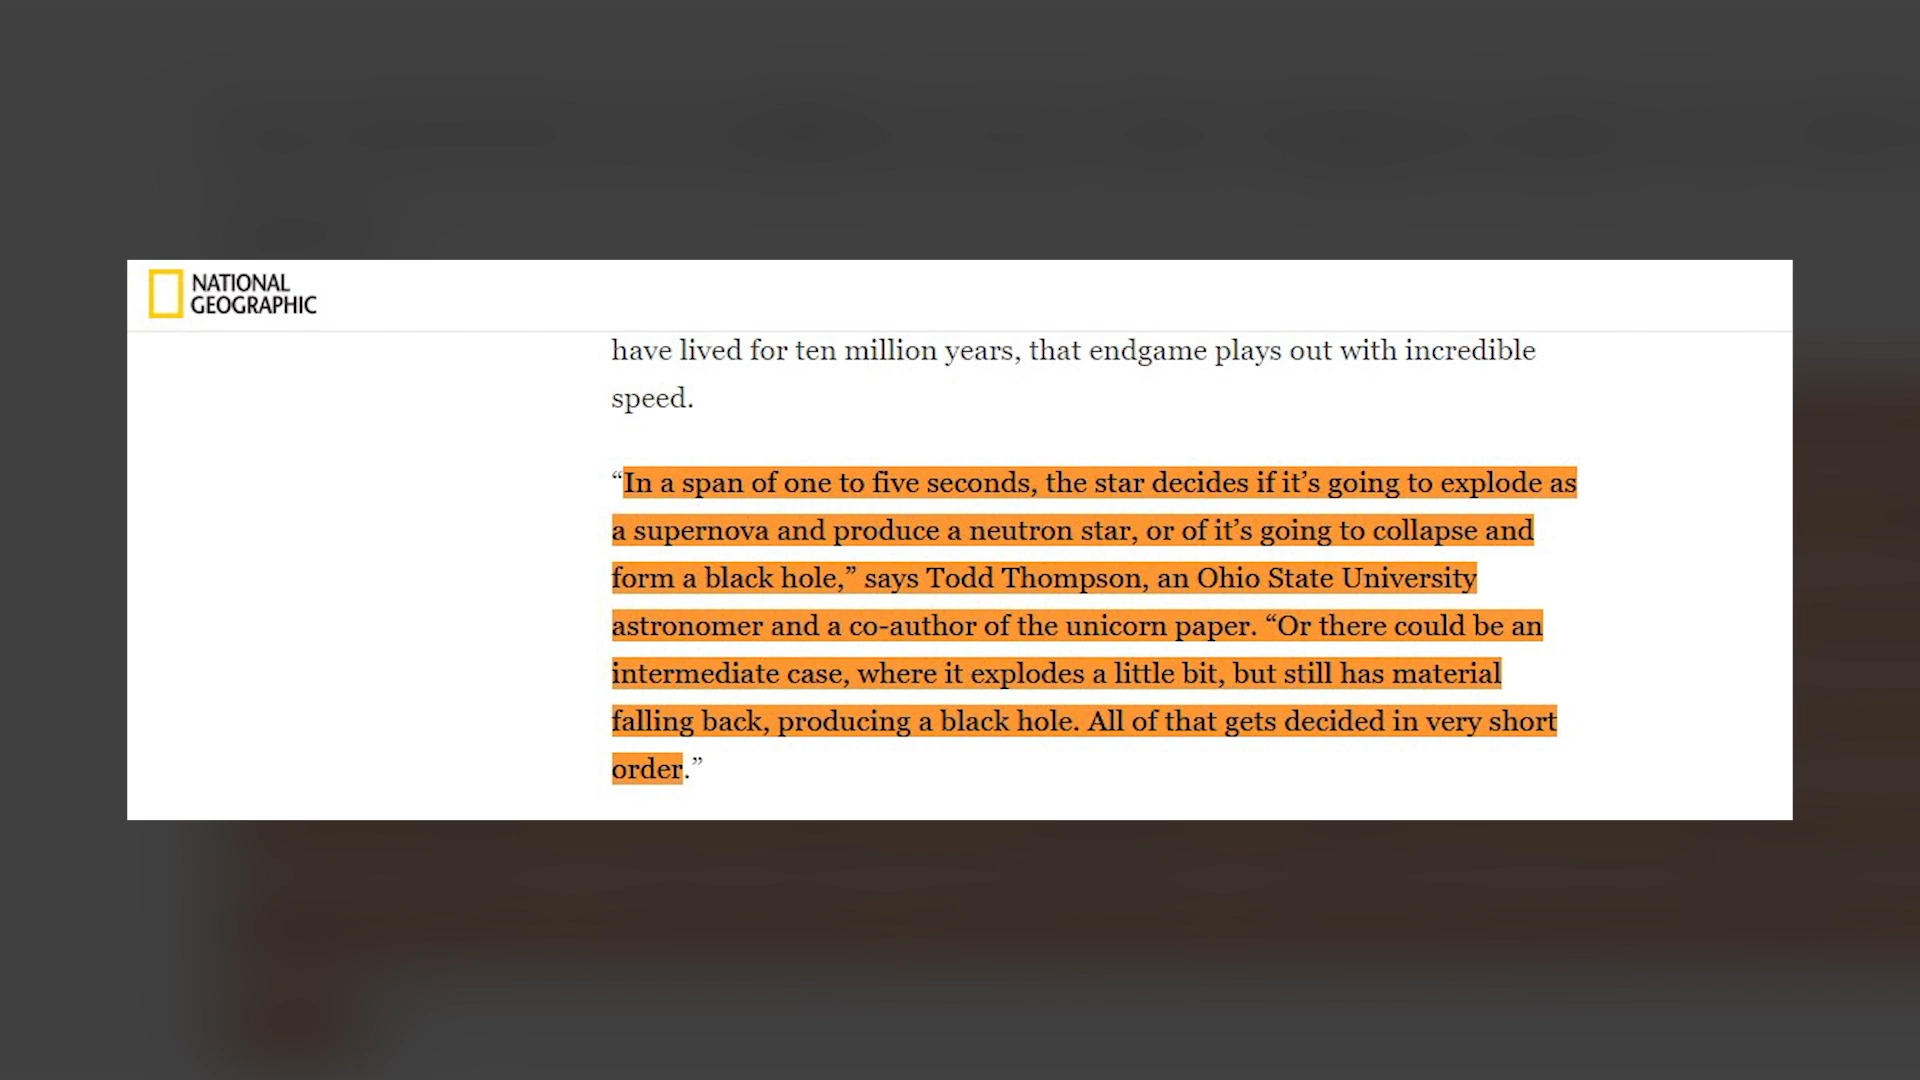 NATIONAL
GEOGRAPHIC
have lived for ten million years, that endgame plays out with incredible
speed.
“In a span of one to five seconds, the star decides if it’s going to explode as
a supernova and produce a neutron star, or of it’s going to collapse and
form a black hole,” says Todd Thompson, an Ohio State University
astronomer and a co-author of the unicorn paper. “Or there could be an
intermediate case, where it explodes a little bit, but still has material
falling back, producing a black hole. All of that gets decided in very short
order.”